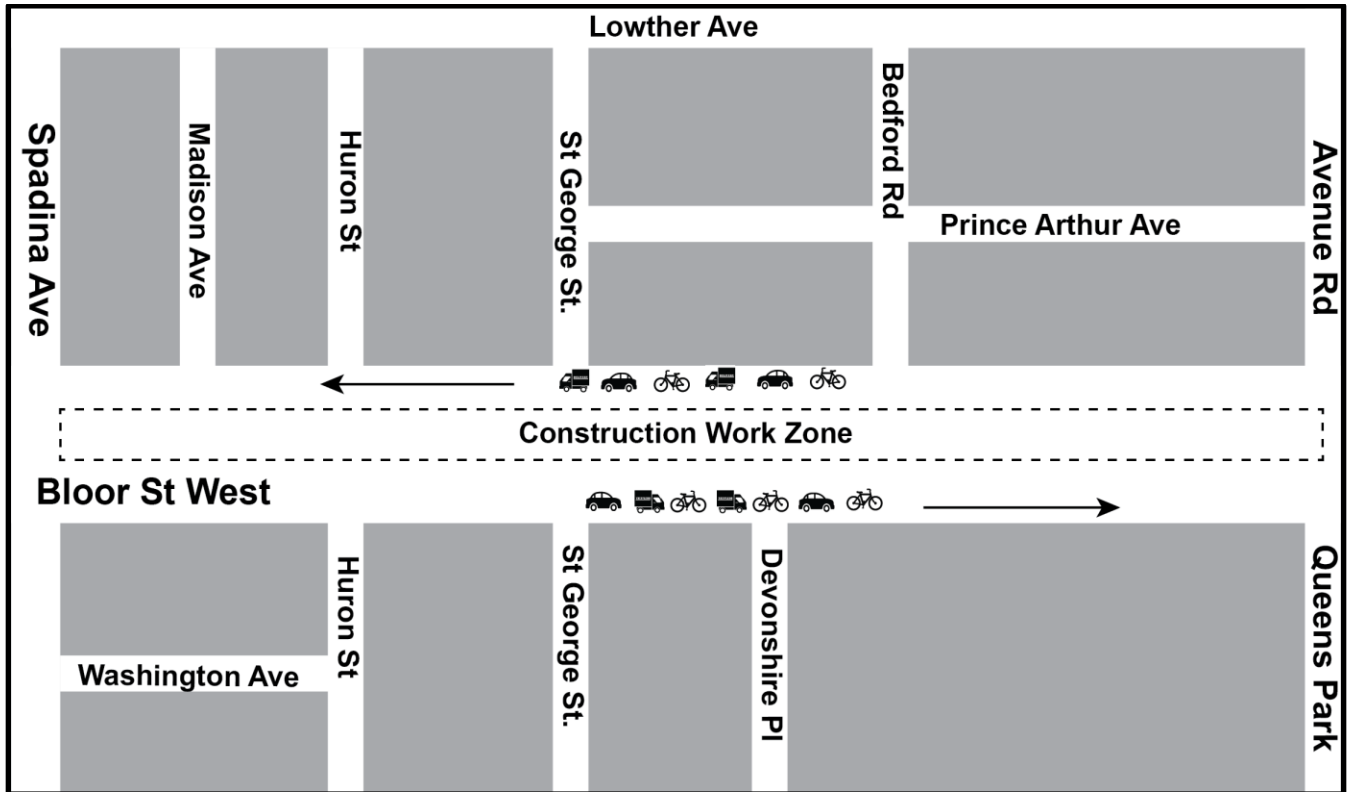 Lowther Ave
Spadina Ave
Madison Ave
Huron St
St George St.
Bedford Rd
Prince Arthur Ave
Avenue Rd
Construction Work Zone
Bloor St West
Huron St
St George St.
Devonshire Pl
Queens Park
Washington Ave